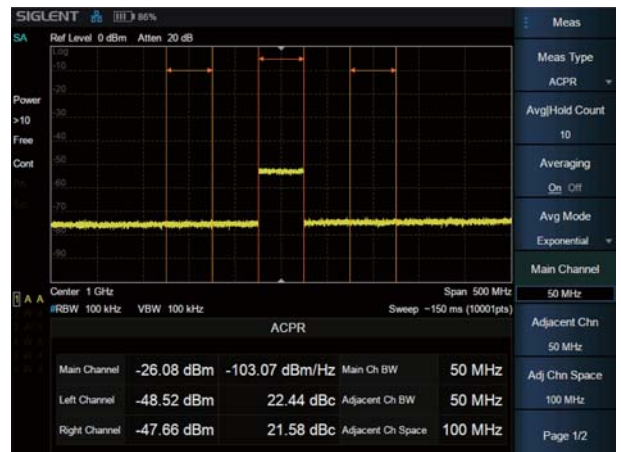 SIGLENT 86%
SA Ref Level 0 dBm Atten 20 dB
Log
-10
-20
Power
-30
>10
Free
-40
Cont
-50
-60
-70
-80
-90
Center 1 GHz Span 500 MHz
1 A A
#RBW 100 kHz VBW 100 kHz Sweep ~150 ms (10001pts)
ACPR
Main Channel -26.08 dBm -103.07 dBm/Hz Main Ch BW 50 MHz
Left Channel -48.52 dBm 22.44 dBc Adjacent Ch BW 50 MHz
Right Channel -47.66 dBm 21.58 dBc Adjacent Ch Space 100 MHz
Meas
Meas Type
ACPR
Avg|Hold Count
10
Averaging
On Off
Avg Mode
Exponential
Main Channel
50 MHz
Adjacent Chn
50 MHz
Adj Chn Space
100 MHz
Page 1/2